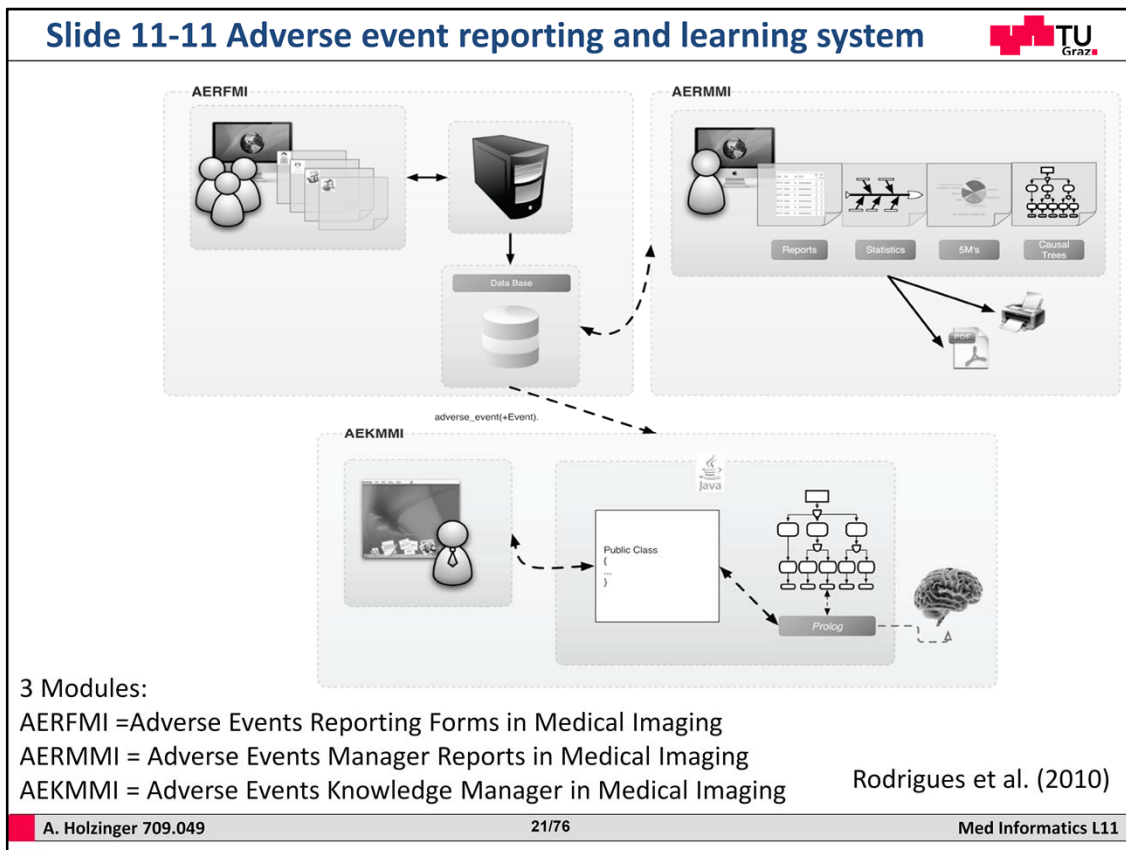 Slide 11-11 Adverse event reporting and learning system
TU
Graz
AERFMI
Data Base
AERMMI
Reports
Statistics
5M's
Causal
Trees
PDF
adverse_event(+Event).
AEKMMI
Java
Public Class
{
...
}
Prolog
3 Modules:
AERFMI =Adverse Events Reporting Forms in Medical Imaging
AERMMI = Adverse Events Manager Reports in Medical Imaging
AEKMMI = Adverse Events Knowledge Manager in Medical Imaging
Rodrigues et al. (2010)
A. Holzinger 709.049
21/76
Med Informatics L11